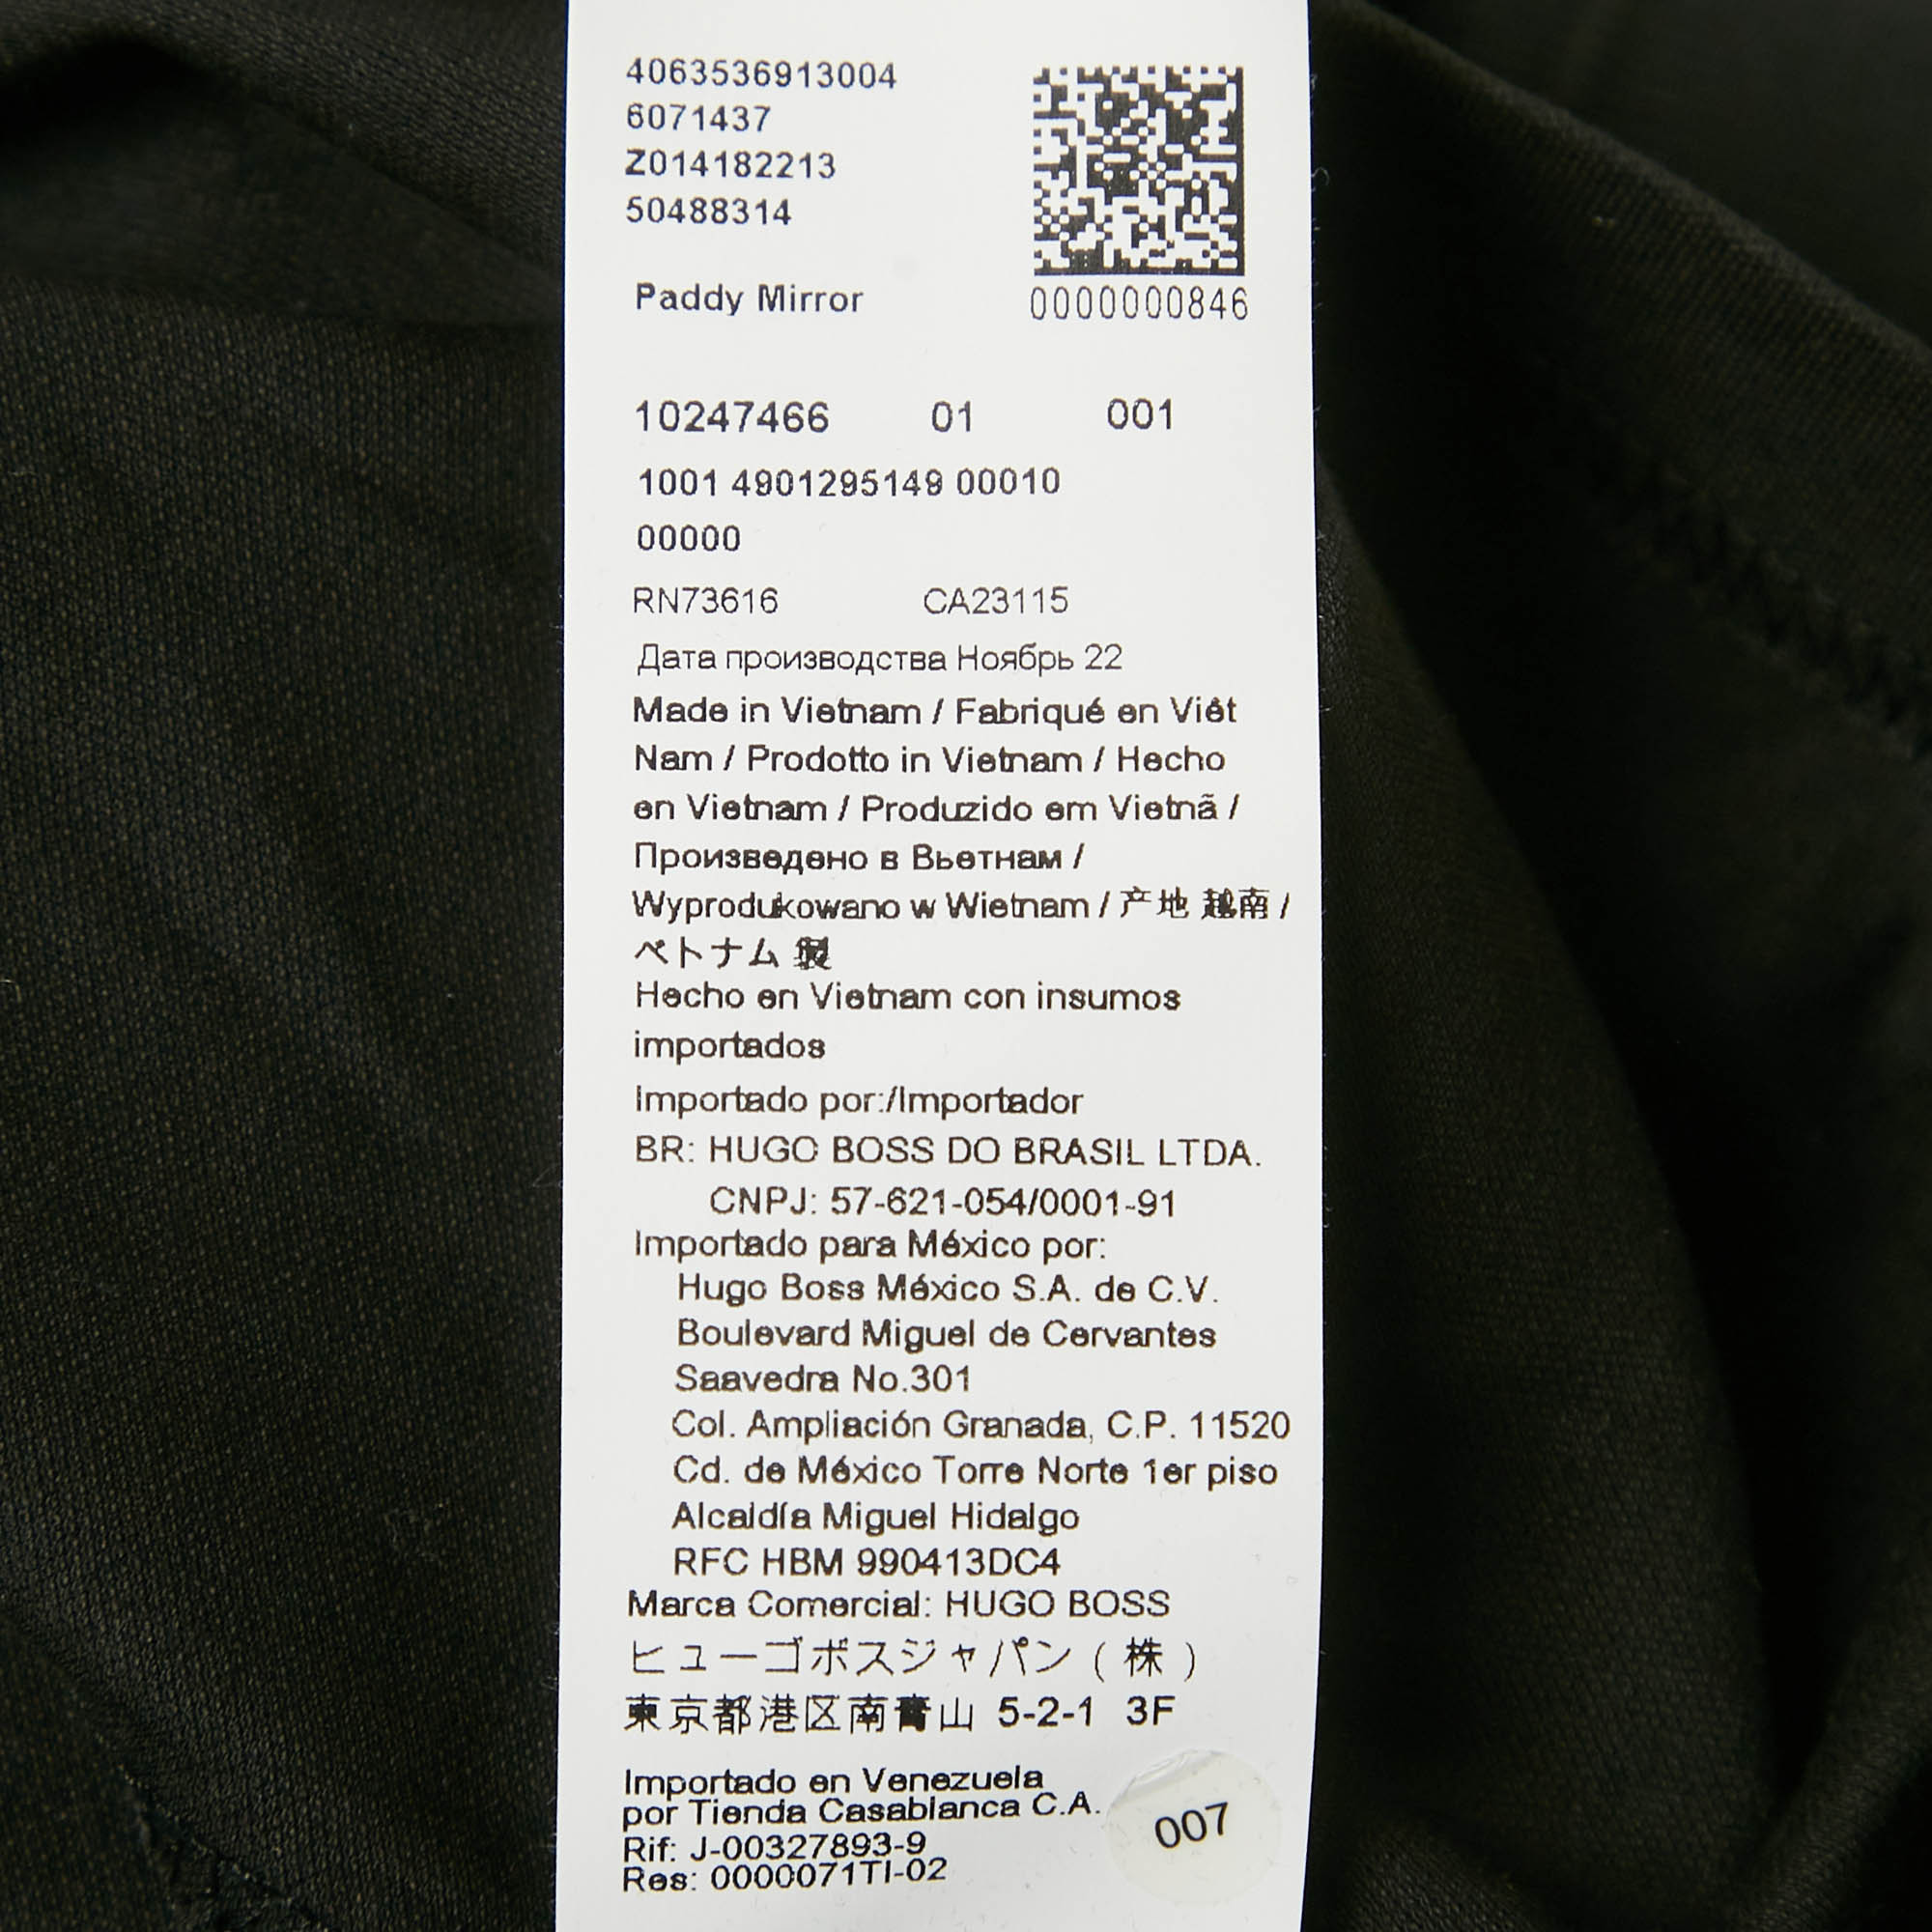 4063536913004
6071437
Z014182213
50488314
Paddy Mirror
0000000846
10247466 01 001
1001 4901295149 00010
00000
RN73616 CA23115
Дата производства Ноябрь 22
Made in Vietnam / Fabriqué en Viêt
Nam / Prodotto in Vietnam / Hecho
en Vietnam / Produzido em Vietnã /
Произведено в Вьетнам /
Wyprodukowano w Wietnam / 产地 越南 /
ベトナム 製
Hecho en Vietnam con insumos
importados
Importado por:/Importador
BR: HUGO BOSS DO BRASIL LTDA.
CNPJ: 57-621-054/0001-91
Importado para México por:
Hugo Boss México S.A. de C.V.
Boulevard Miguel de Cervantes
Saavedra No.301
Col. Ampliación Granada, C.P. 11520
Cd. de México Torre Norte 1er piso
Alcaldía Miguel Hidalgo
RFC HBM 990413DC4
Marca Comercial: HUGO BOSS
ヒューゴボスジャパン（株）
東京都港区南青山 5-2-1 3F
Importado en Venezuela
por Tienda Casablanca C.A.
Rif: J-00327893-9
Res: 0000071TI-02
007